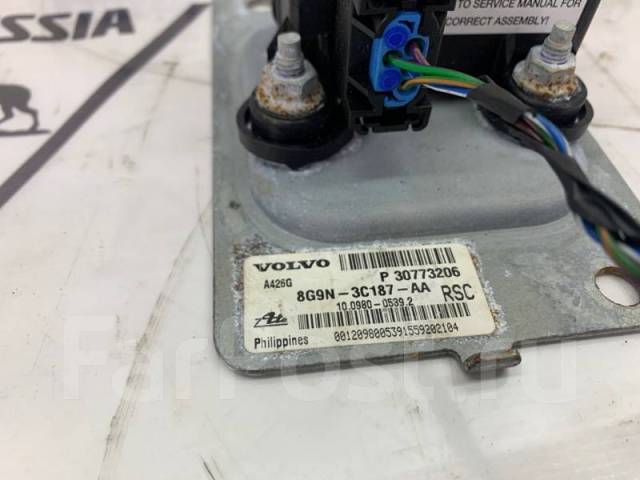 TO SERVICE MANUAL FOR
CORRECT ASSEMBLY!
SSIA
VOLVO
P 30773206
A426G
8G9N-3C187-AA
RSC
10.0980-0539.2
Ate
Philippines
0012098005391559202104
FarPost.ru